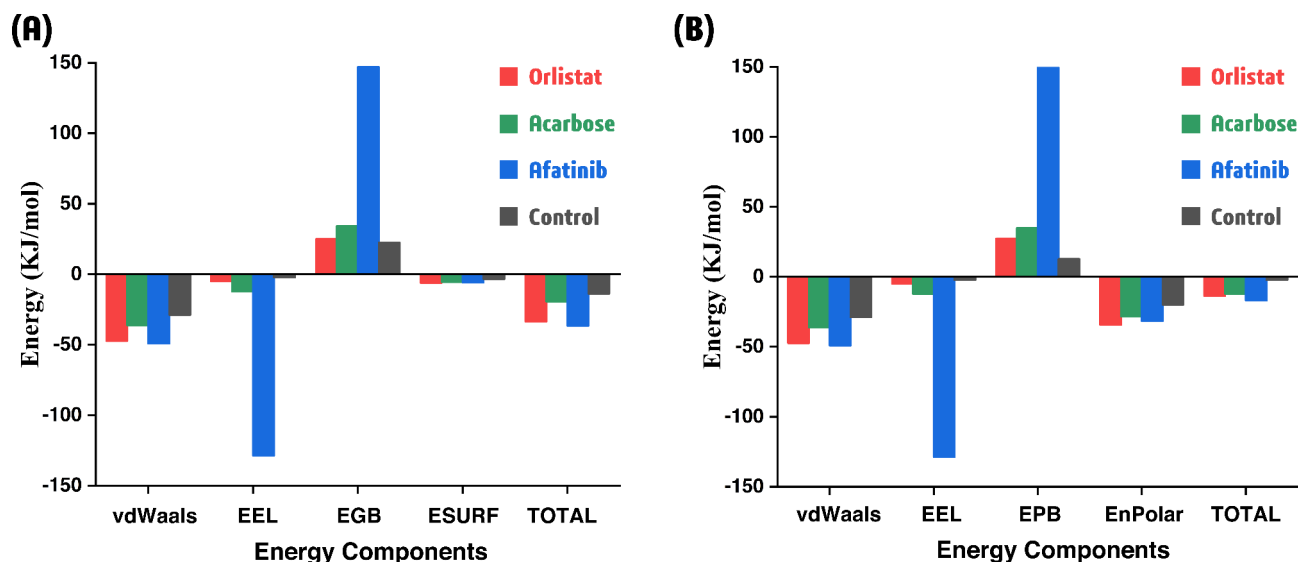 (A)
150
100
50
0
-50
-100
-150
Energy (KJ/mol)
Orlistat
Acarbose
Afatinib
Control
vdWaals EEL EGB ESURF TOTAL
Energy Components
(B)
150
100
50
0
-50
-100
-150
Energy (KJ/mol)
Orlistat
Acarbose
Afatinib
Control
vdWaals EEL EPB EnPolar TOTAL
Energy Components